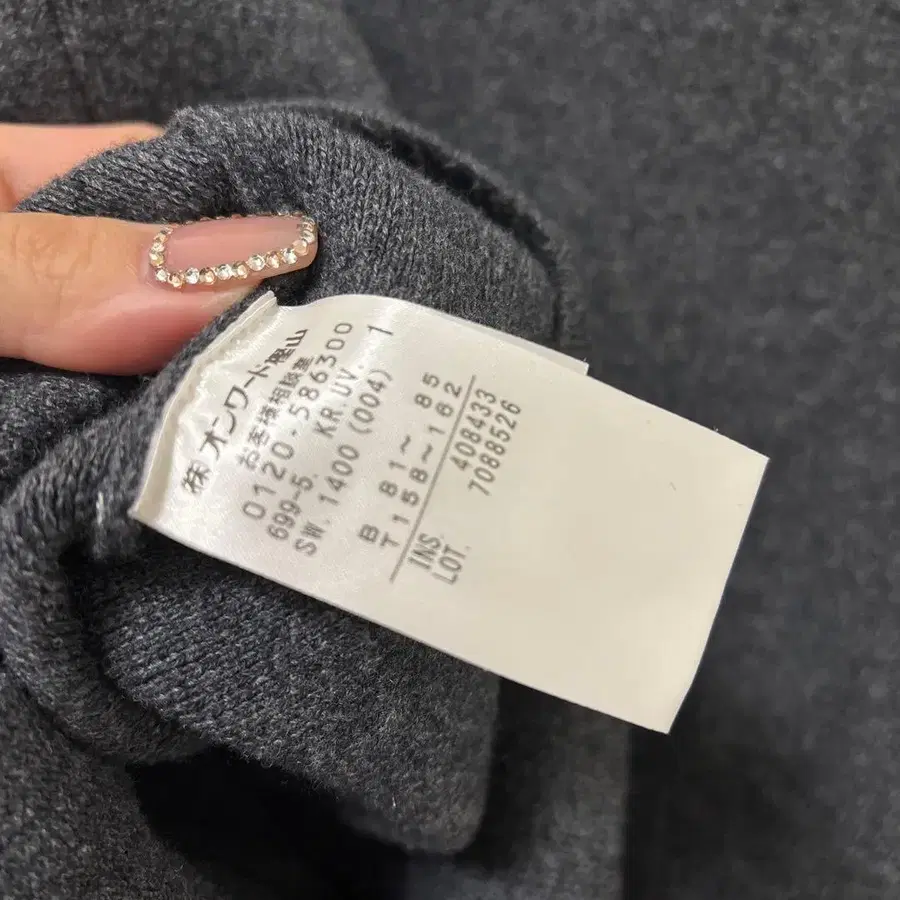 ㈱オンワード樫山
お客様相談室
0120.586300
699-5. KR.UV. 1
SW. 1400 (004)
B 81~ 85
T158~162
INS. 408433
LOT. 7088526